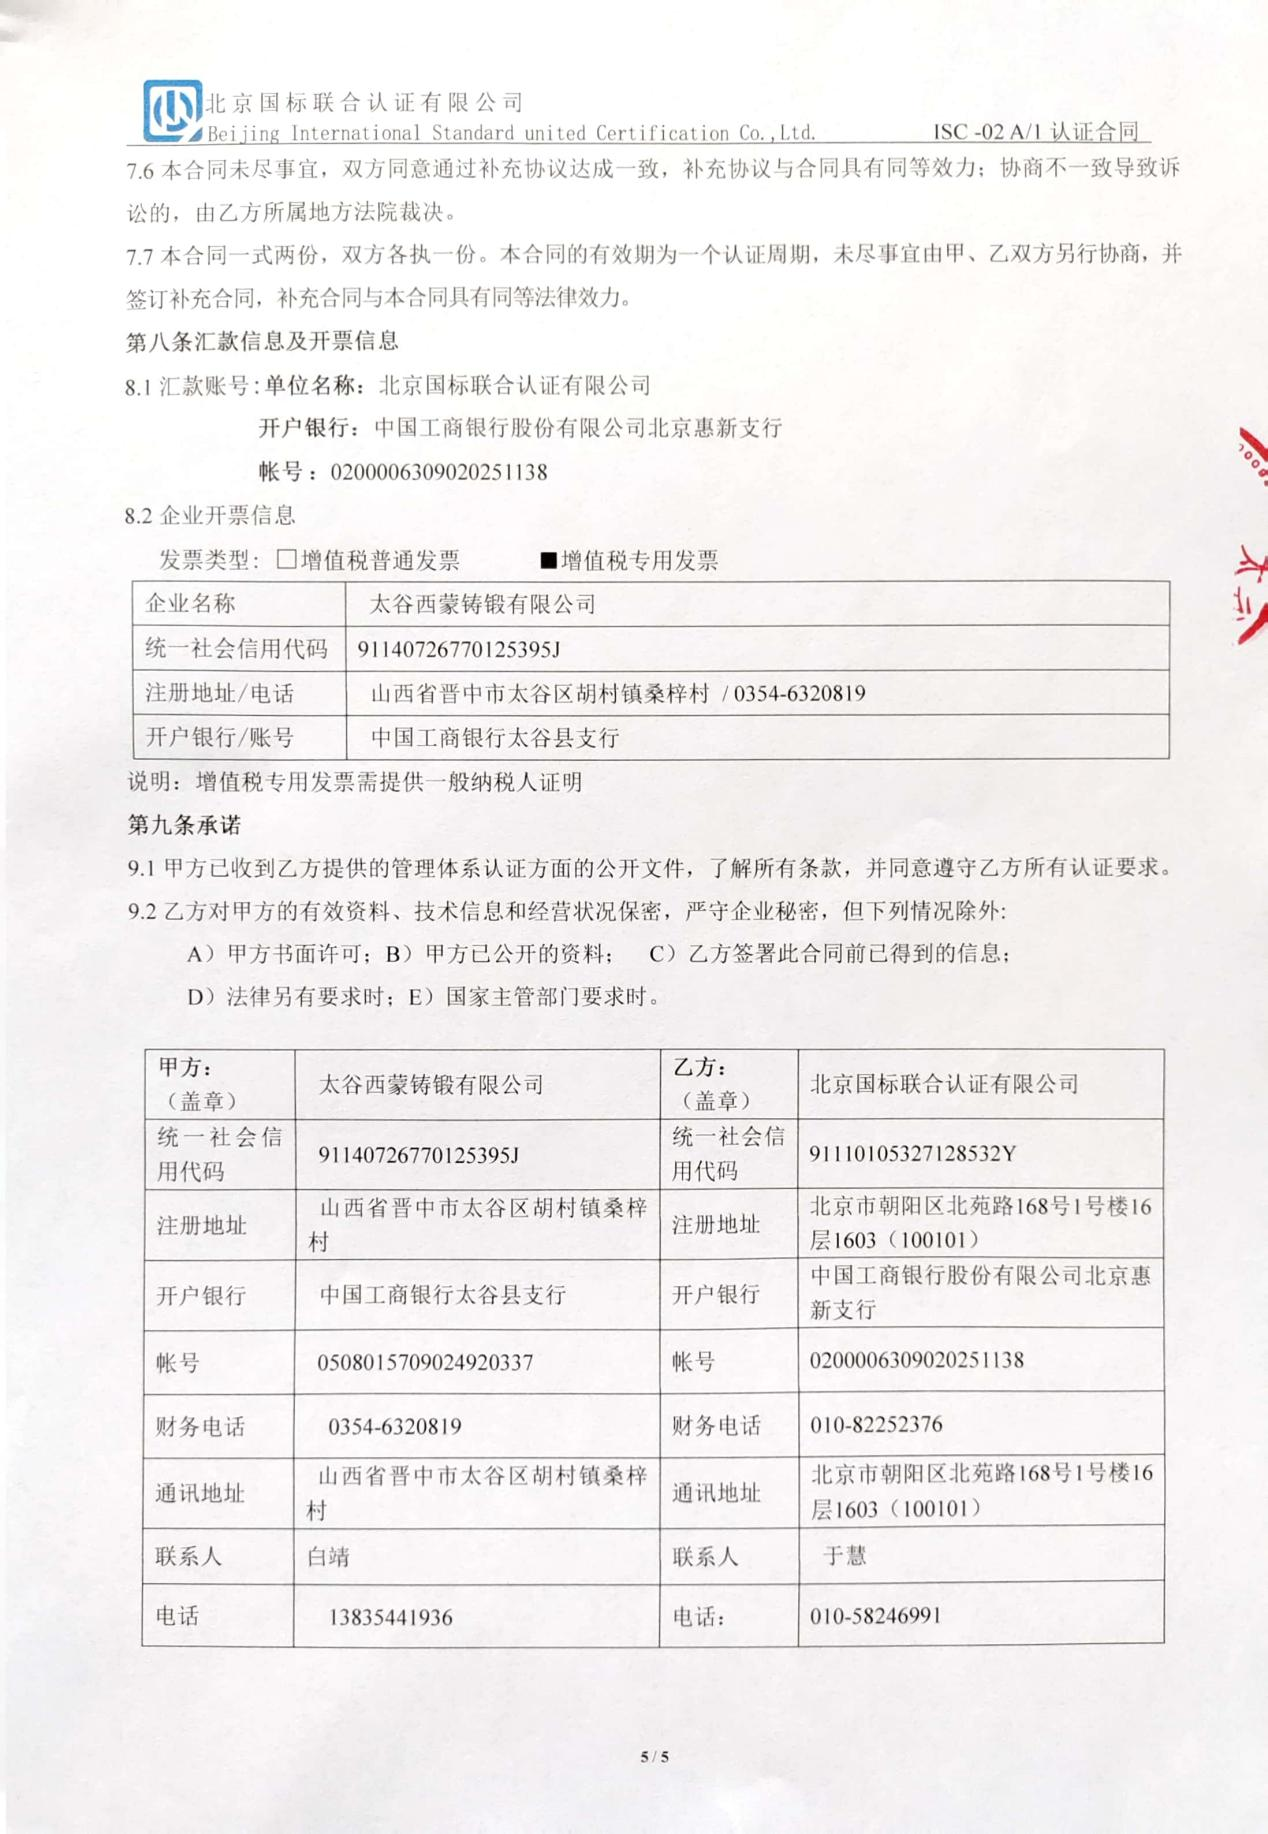 北京国标联合认证有限公司
Beijing International Standard united Certification Co.,Ltd. ISC -02 A/1 认证合同
7.6 本合同未尽事宜，双方同意通过补充协议达成一致，补充协议与合同具有同等效力；协商不一致导致诉
讼的，由乙方所属地方法院裁决。
7.7 本合同一式两份，双方各执一份。本合同的有效期为一个认证周期，未尽事宜由甲、乙双方另行协商，并
签订补充合同，补充合同与本合同具有同等法律效力。
第八条汇款信息及开票信息
8.1 汇款账号：单位名称：北京国标联合认证有限公司
开户银行：中国工商银行股份有限公司北京惠新支行
帐号：0200006309020251138
8.2 企业开票信息
发票类型：□增值税普通发票 ■增值税专用发票
企业名称 太谷西蒙铸锻有限公司
统一社会信用代码 91140726770125395J
注册地址/电话 山西省晋中市太谷区胡村镇桑梓村 / 0354-6320819
开户银行/账号 中国工商银行太谷县支行
说明：增值税专用发票需提供一般纳税人证明
第九条承诺
9.1 甲方已收到乙方提供的管理体系认证方面的公开文件，了解所有条款，并同意遵守乙方所有认证要求。
9.2 乙方对甲方的有效资料、技术信息和经营状况保密，严守企业秘密，但下列情况除外:
A）甲方书面许可；B）甲方已公开的资料； C）乙方签署此合同前已得到的信息；
D）法律另有要求时；E）国家主管部门要求时。
甲方：
（盖章） 太谷西蒙铸锻有限公司 乙方：
（盖章） 北京国标联合认证有限公司
统一社会信
用代码 91140726770125395J 统一社会信
用代码 91110105327128532Y
注册地址 山西省晋中市太谷区胡村镇桑梓
村 注册地址 北京市朝阳区北苑路168号1号楼16
层1603（100101）
开户银行 中国工商银行太谷县支行 开户银行 中国工商银行股份有限公司北京惠
新支行
帐号 0508015709024920337 帐号 0200006309020251138
财务电话 0354-6320819 财务电话 010-82252376
通讯地址 山西省晋中市太谷区胡村镇桑梓
村 通讯地址 北京市朝阳区北苑路168号1号楼16
层1603（100101）
联系人 白靖 联系人 于慧
电话 13835441936 电话： 010-58246991
5 / 5